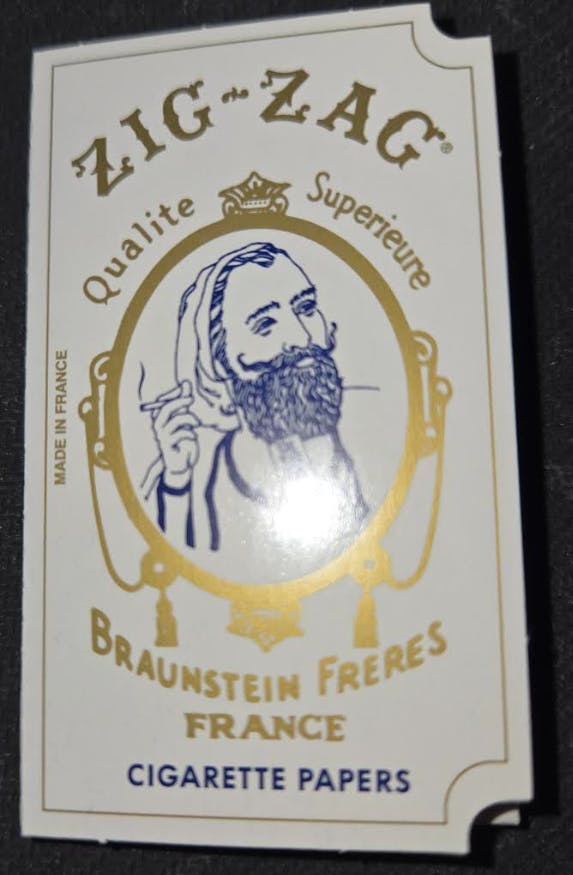 ZIG-ZAG®
Qualite Superieure
MADE IN FRANCE
BRAUNSTEIN FRERES
FRANCE
CIGARETTE PAPERS